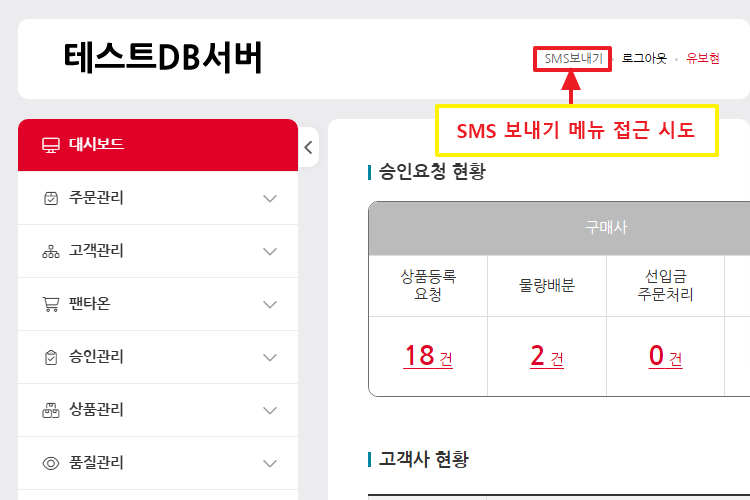 테스트DB서버
SMS보내기
로그아웃
유보현
SMS 보내기 메뉴 접근 시도
대시보드
주문관리
고객관리
팬타온
승인관리
상품관리
품질관리
승인요청 현황
구매사
상품등록
요청
물량배분
선입금
주문처리
18 건
2 건
0 건
고객사 현황